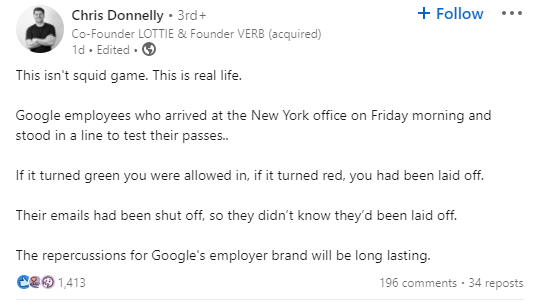 Chris Donnelly • 3rd+
+ Follow
Co-Founder LOTTIE & Founder VERB (acquired)
1d • Edited •
This isn't squid game. This is real life.
Google employees who arrived at the New York office on Friday morning and
stood in a line to test their passes..
If it turned green you were allowed in, if it turned red, you had been laid off.
Their emails had been shut off, so they didn’t know they’d been laid off.
The repercussions for Google's employer brand will be long lasting.
1,413
196 comments • 34 reposts